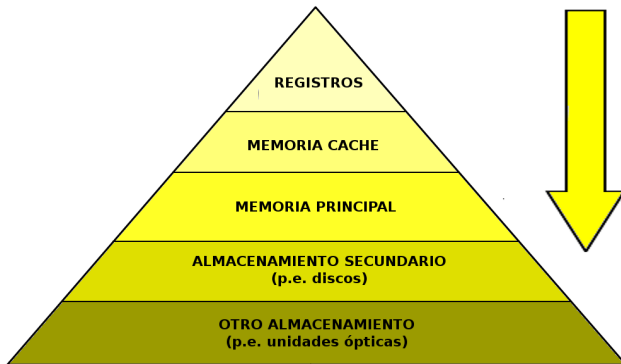 REGISTROS
MEMORIA CACHE
MEMORIA PRINCIPAL
ALMACENAMIENTO SECUNDARIO
(p.e. discos)
OTRO ALMACENAMIENTO
(p.e. unidades ópticas)